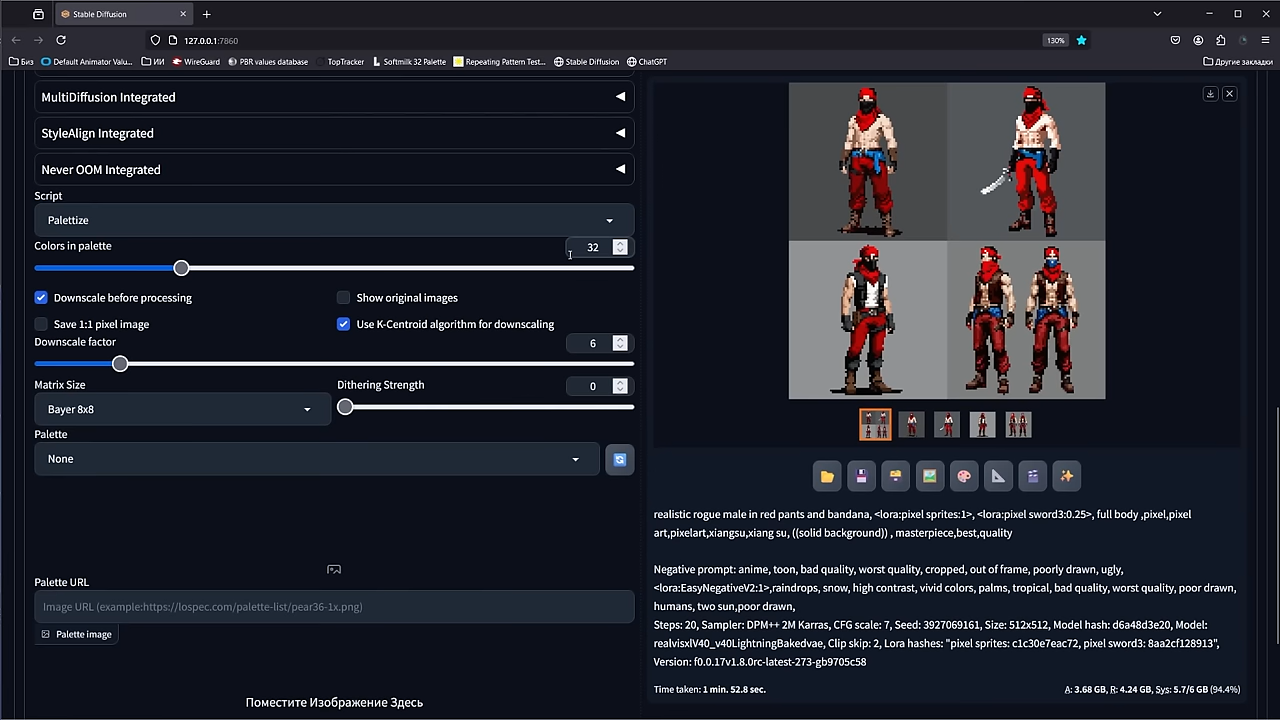 Stable Diffusion
127.0.0.1:7860
130%
Биз
Default Animator Valu...
ИИ
WireGuard
PBR values database
TopTracker
Softmilk 32 Palette
Repeating Pattern Test...
Stable Diffusion
ChatGPT
Другие закладки
MultiDiffusion Integrated
StyleAlign Integrated
Never OOM Integrated
Script
Palettize
Colors in palette
32
Downscale before processing
Show original images
Save 1:1 pixel image
Use K-Centroid algorithm for downscaling
Downscale factor
6
Matrix Size
Dithering Strength
0
Bayer 8x8
Palette
None
Palette URL
Image URL (example:https://lospec.com/palette-list/pear36-1x.png)
Palette image
Поместите Изображение Здесь
realistic rogue male in red pants and bandana, <lora:pixel sprites:1>, <lora:pixel sword3:0.25>, full body ,pixel,pixel
art,pixelart,xiangsu,xiang su, ((solid background)) , masterpiece,best,quality
Negative prompt: anime, toon, bad quality, worst quality, cropped, out of frame, poorly drawn, ugly,
<lora:EasyNegativeV2:1>,raindrops, snow, high contrast, vivid colors, palms, tropical, bad quality, worst quality, poor drawn,
humans, two sun,poor drawn,
Steps: 20, Sampler: DPM++ 2M Karras, CFG scale: 7, Seed: 3927069161, Size: 512x512, Model hash: d6a48d3e20, Model:
realvisxlV40_v40LightningBakedvae, Clip skip: 2, Lora hashes: "pixel sprites: c1c30e7eac72, pixel sword3: 8aa2cf128913",
Version: f0.0.17v1.8.0rc-latest-273-gb9705c58
Time taken: 1 min. 52.8 sec.
A: 3.68 GB, R: 4.24 GB, Sys: 5.7/6 GB (94.4%)